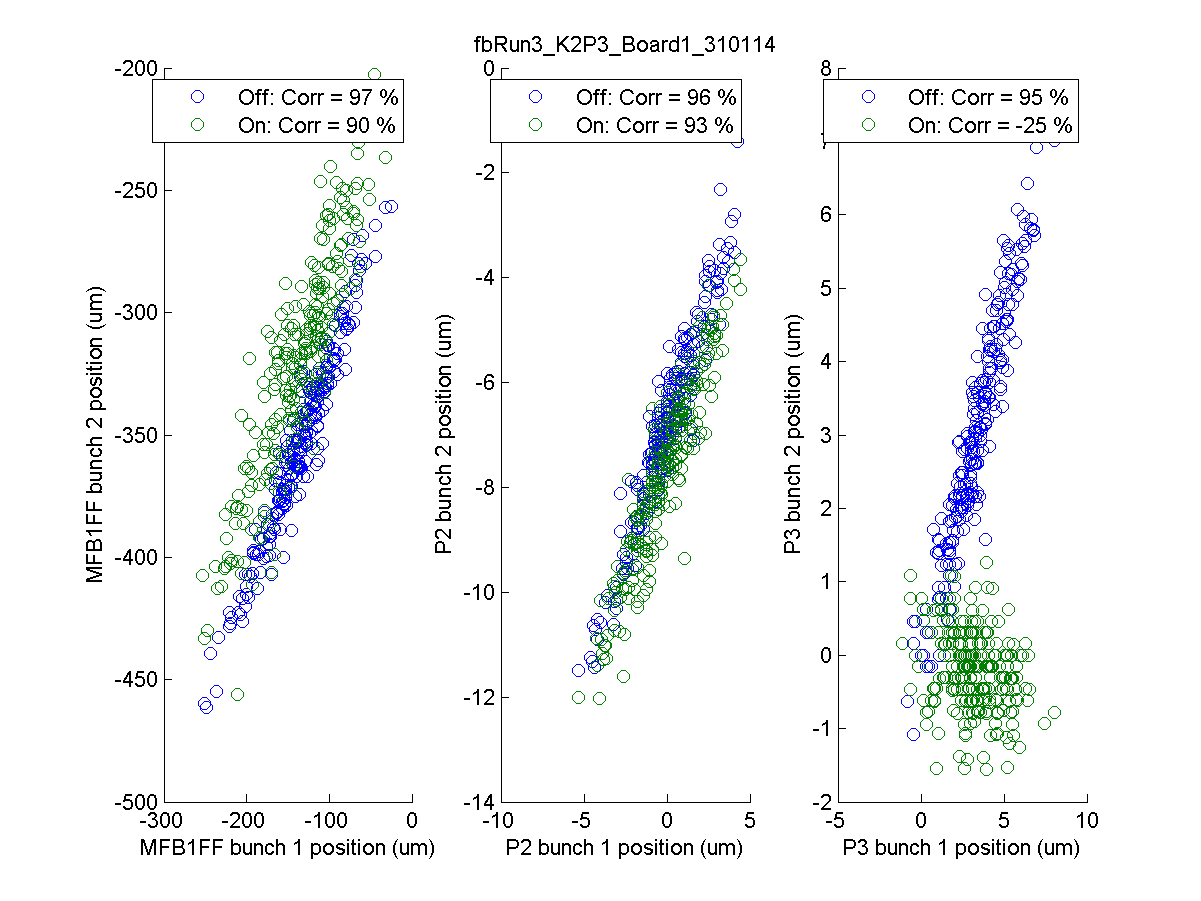 fbRun3_K2P3_Board1_310114
-200
-250
-300
-350
-400
-450
-500
-300
-200
-100
0
MFB1FF bunch 1 position (um)
MFB1FF bunch 2 position (um)
Off: Corr = 97 %
On: Corr = 90 %
0
-2
-4
-6
-8
-10
-12
-14
-10
-5
0
5
P2 bunch 1 position (um)
P2 bunch 2 position (um)
Off: Corr = 96 %
On: Corr = 93 %
8
7
6
5
4
3
2
1
0
-1
-2
-5
0
5
10
P3 bunch 1 position (um)
P3 bunch 2 position (um)
Off: Corr = 95 %
On: Corr = -25 %